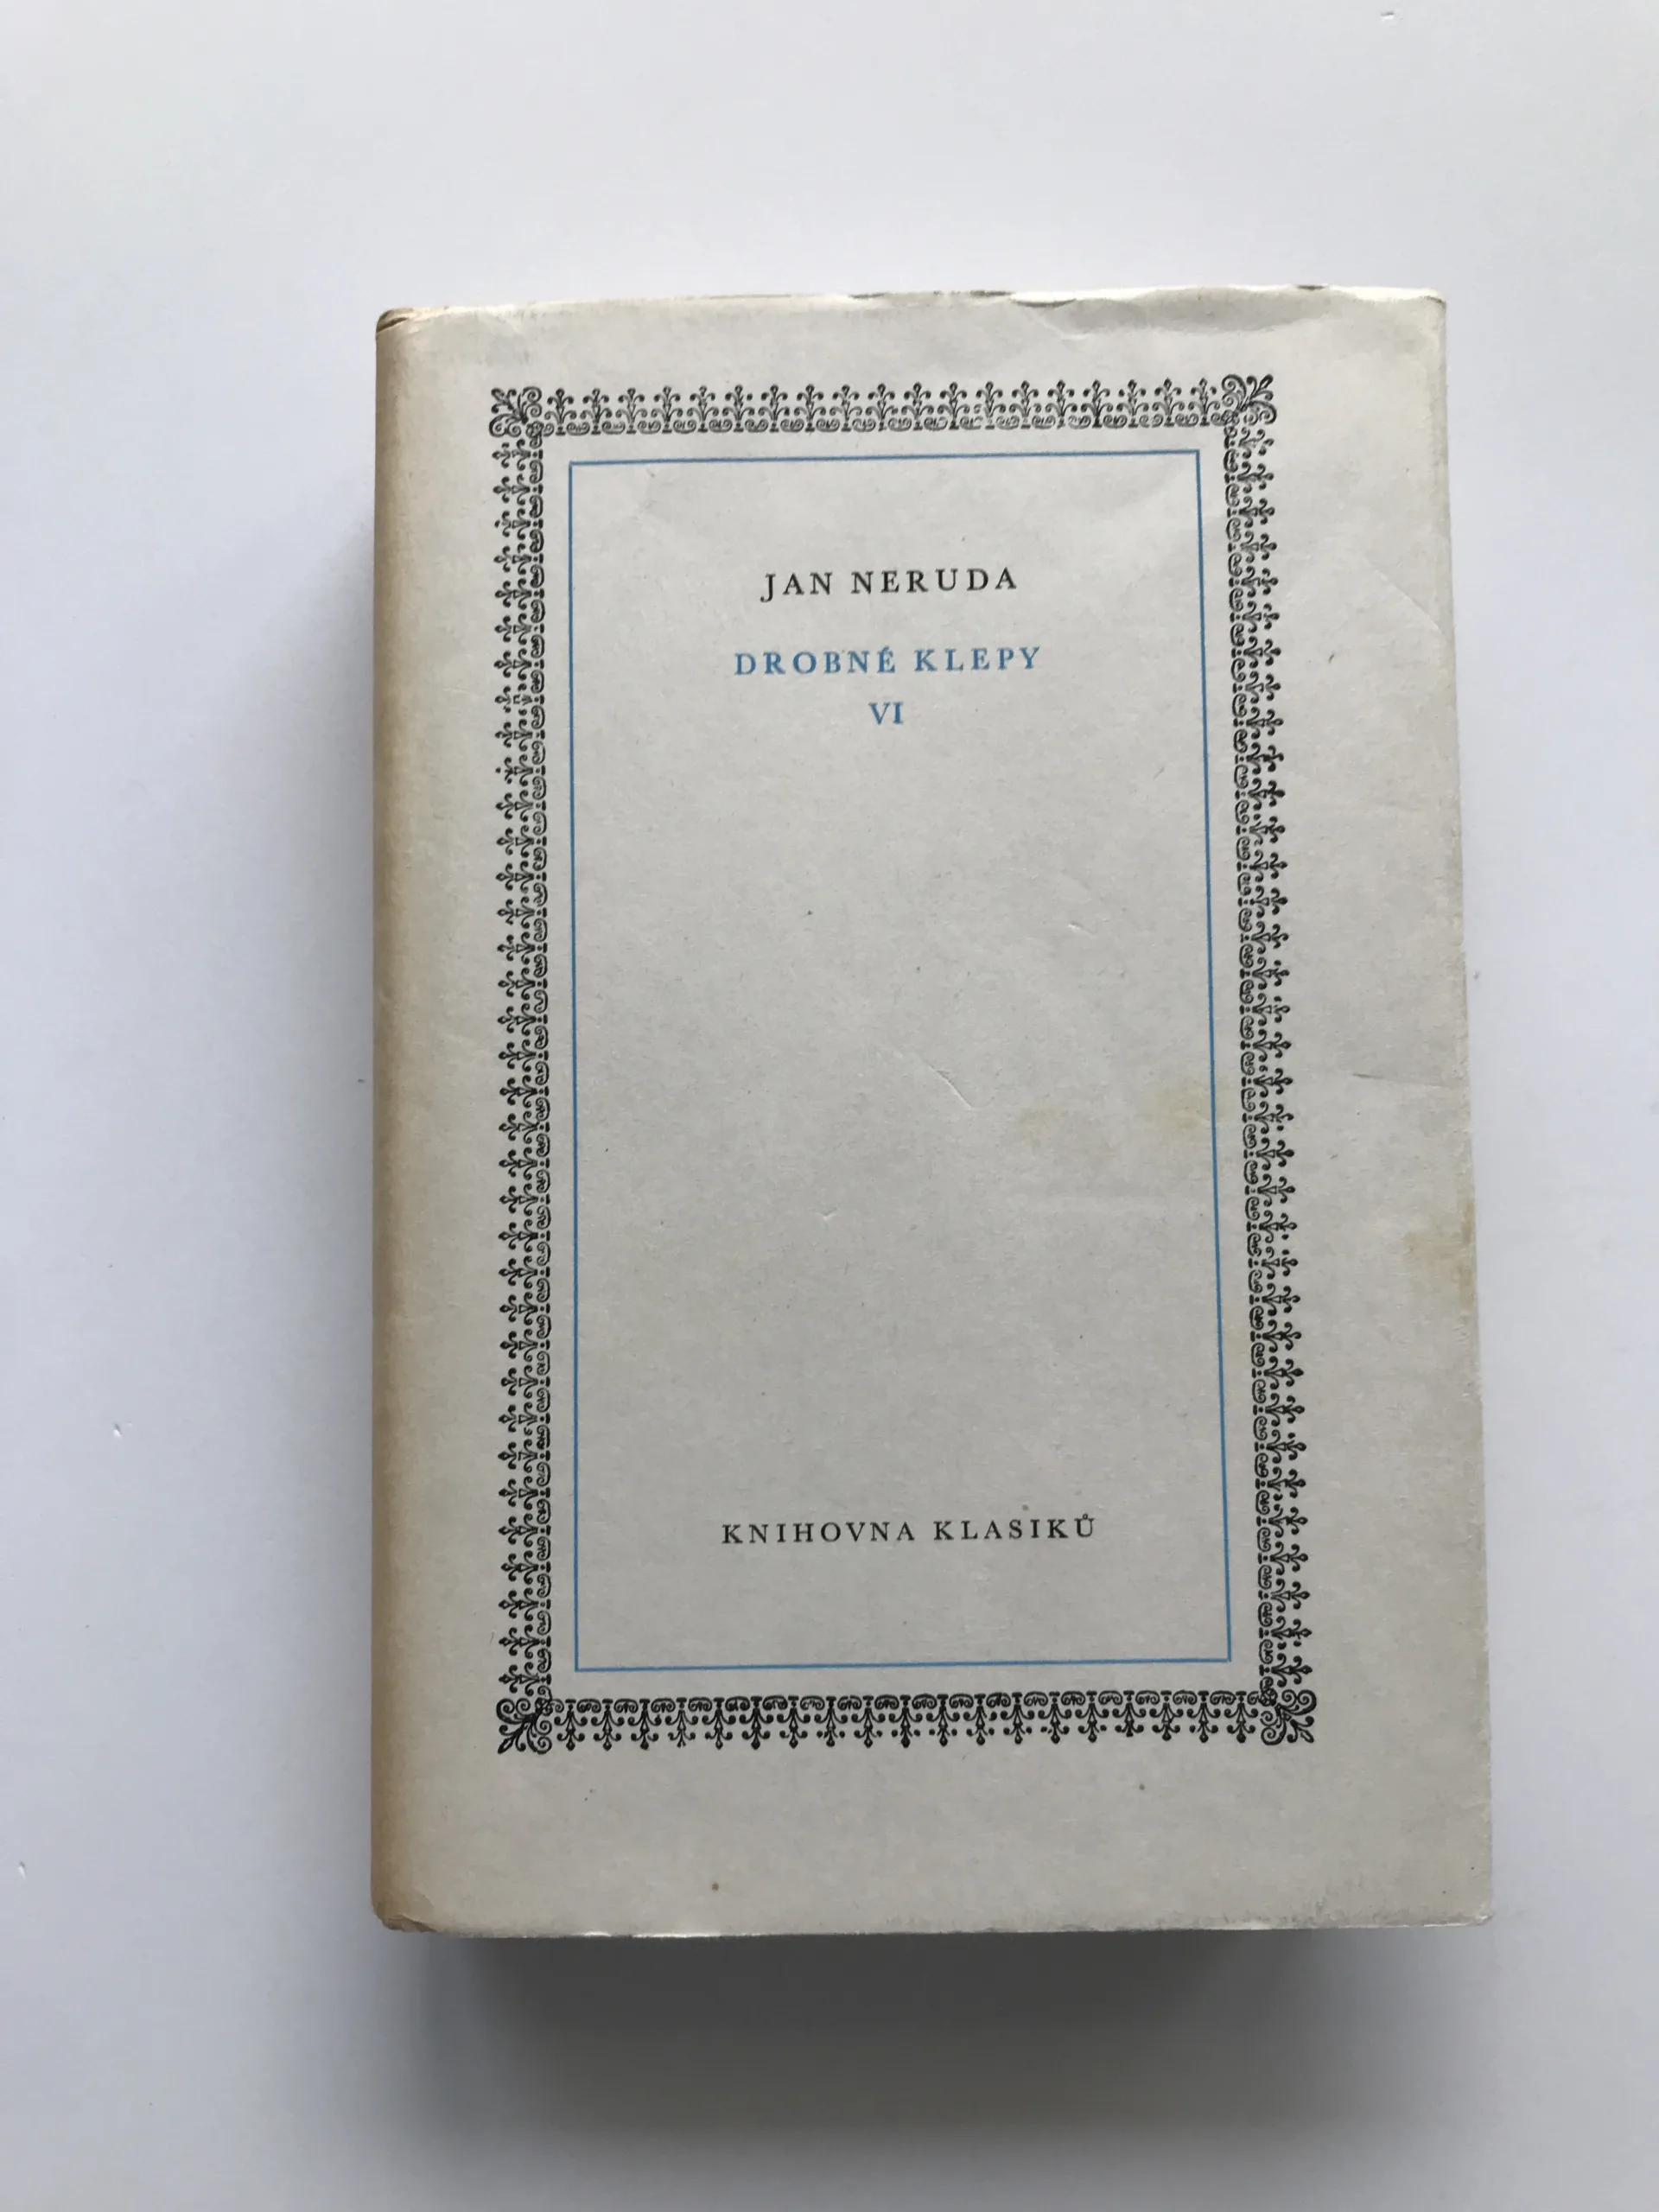 JAN NERUDA
DROBNÉ KLEPY
VI
KNIHOVNA KLASIKŮ